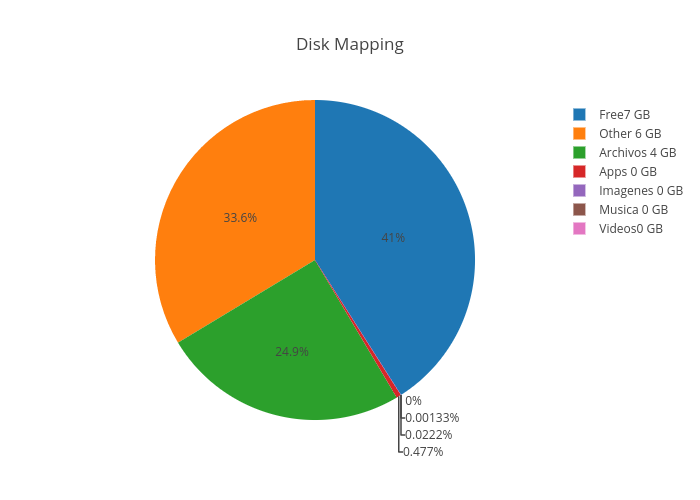 Disk Mapping
Free7 GB
Other 6 GB
Archivos 4 GB
Apps 0 GB
Imagenes 0 GB
Musica 0 GB
Videos0 GB
33.6%
41%
24.9%
0%
0.00133%
0.0222%
0.477%